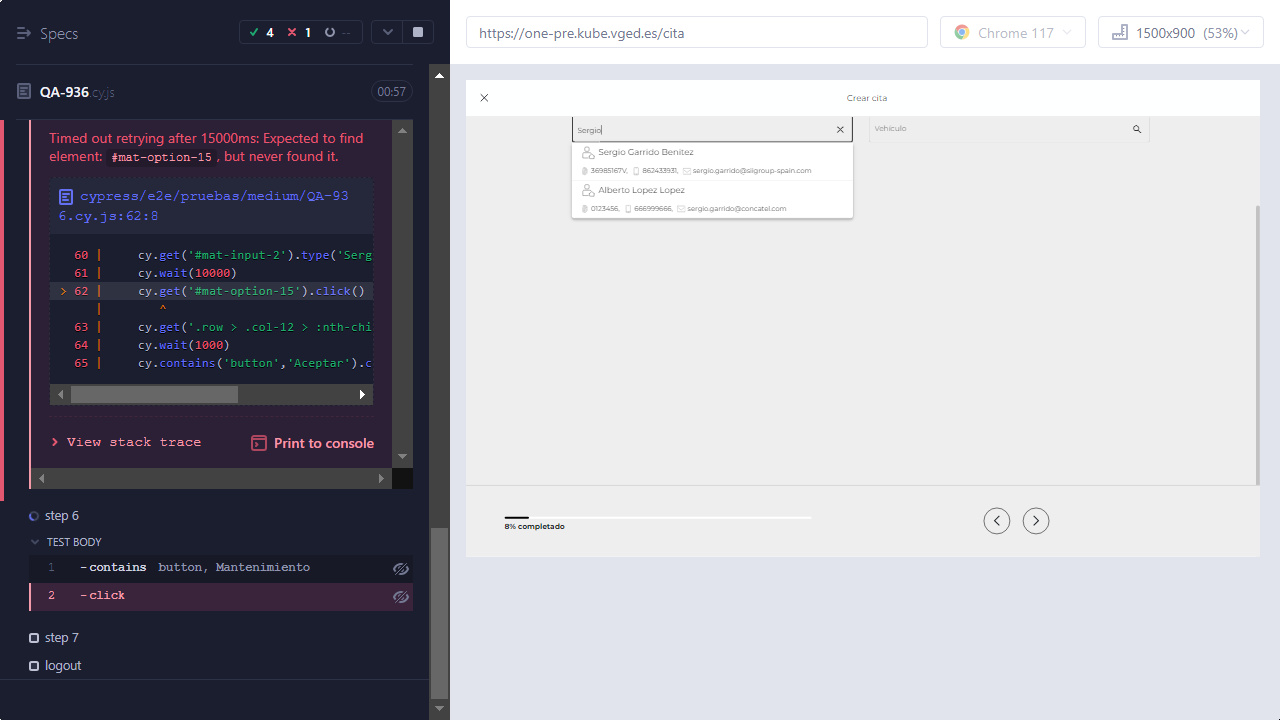 Specs
4
1
--
QA-936.cy.js
00:57
Timed out retrying after 15000ms: Expected to find
element: #mat-option-15, but never found it.
cypress/e2e/pruebas/medium/QA-93
6.cy.js:62:8
60 | cy.get('#mat-input-2').type('Serg
61 | cy.wait(10000)
> 62 | cy.get('#mat-option-15').click()
| ^
63 | cy.get('.row > .col-12 > :nth-chi
64 | cy.wait(1000)
65 | cy.contains('button','Aceptar').c
View stack trace
Print to console
step 6
TEST BODY
1 -contains button, Mantenimiento
2 -click
step 7
logout
https://one-pre.kube.vged.es/cita
Chrome 117
1500x900 (53%)
Crear cita
Sergio
Vehículo
Sergio Garrido Benitez
36985167V, 862433931, sergio.garrido@siigroup-spain.com
Alberto Lopez Lopez
0123456, 666999666, sergio.garrido@concatel.com
8% completado